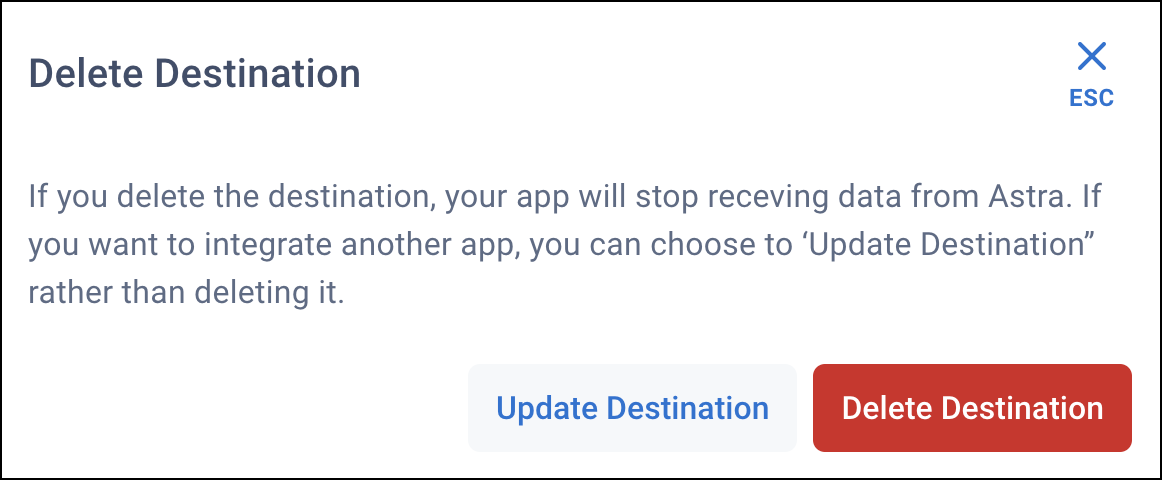 Delete Destination
ESC
If you delete the destination, your app will stop receving data from Astra. If
you want to integrate another app, you can choose to ‘Update Destination”
rather than deleting it.
Update Destination
Delete Destination